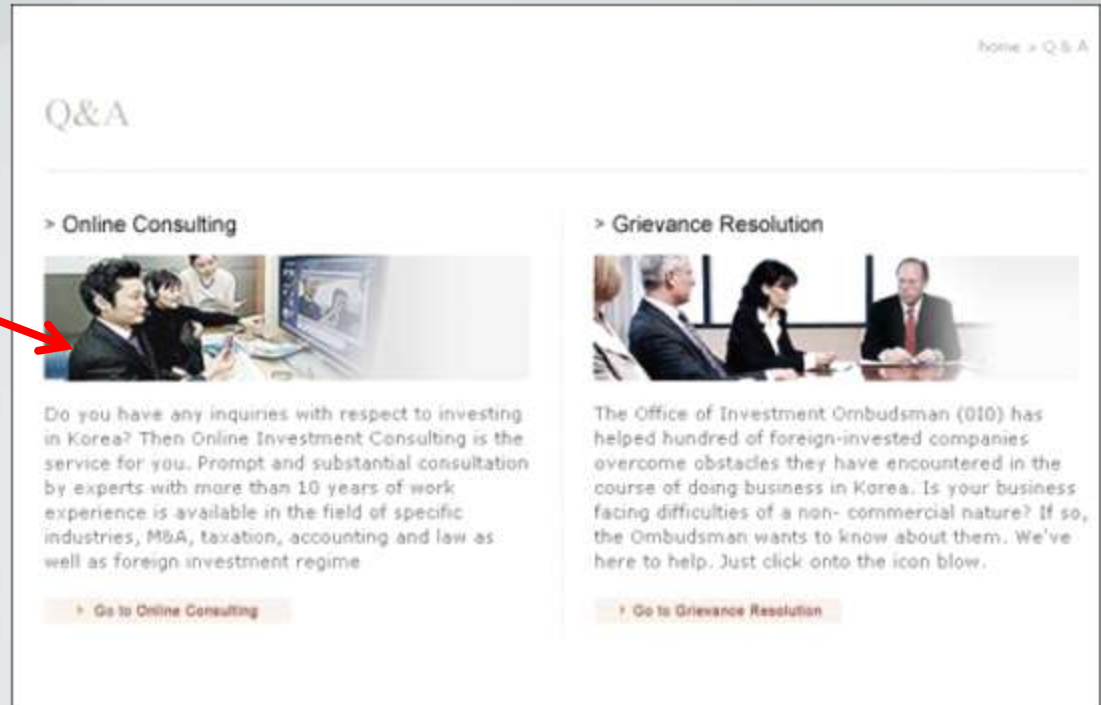 home » Q & A
Q&A
> Online Consulting
Do you have any inquiries with respect to investing
in Korea? Then Online Investment Consulting is the
service for you. Prompt and substantial consultation
by experts with more than 10 years of work
experience is available in the field of specific
industries, M&A, taxation, accounting and law as
well as foreign investment regime
Go to Online Consulting
> Grievance Resolution
The Office of Investment Ombudsman (OIO) has
helped hundred of foreign-invested companies
overcome obstacles they have encountered in the
course of doing business in Korea. Is your business
facing difficulties of a non- commercial nature? If so,
the Ombudsman wants to know about them. We've
here to help. Just click onto the icon blow.
Go to Grievance Resolution